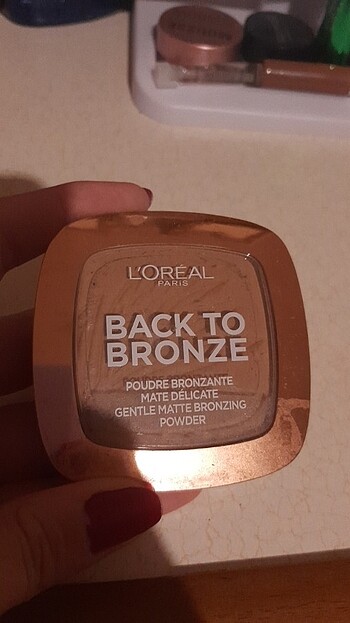 L'ORÉAL
PARIS
BACK TO
BRONZE
POUDRE BRONZANTE
MATE DÉLICATE
GENTLE MATTE BRONZING
POWDER